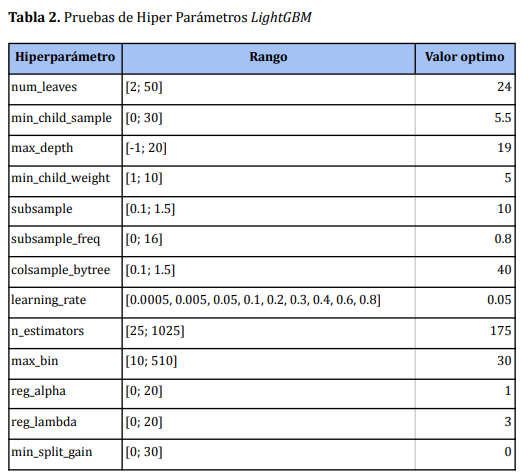 Tabla 2. Pruebas de Hiper Parámetros LightGBM
Hiperparámetro Rango Valor optimo
num_leaves [2; 50] 24
min_child_sample [0; 30] 5.5
max_depth [-1; 20] 19
min_child_weight [1; 10] 5
subsample [0.1; 1.5] 10
subsample_freq [0; 16] 0.8
colsample_bytree [0.1; 1.5] 40
learning_rate [0.0005, 0.005, 0.05, 0.1, 0.2, 0.3, 0.4, 0.6, 0.8] 0.05
n_estimators [25; 1025] 175
max_bin [10; 510] 30
reg_alpha [0; 20] 1
reg_lambda [0; 20] 3
min_split_gain [0; 30] 0